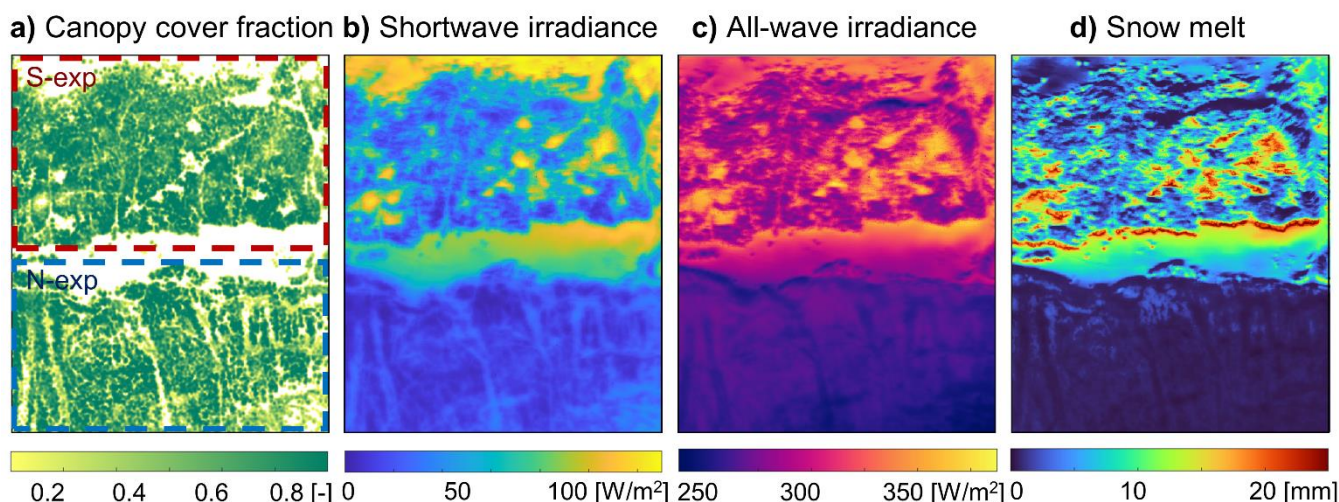 a) Canopy cover fraction b) Shortwave irradiance c) All-wave irradiance d) Snow melt
S-exp
N-exp
0.2 0.4 0.6 0.8 [-] 0 50 100 [W/m²] 250 300 350 [W/m²] 0 10 20 [mm]